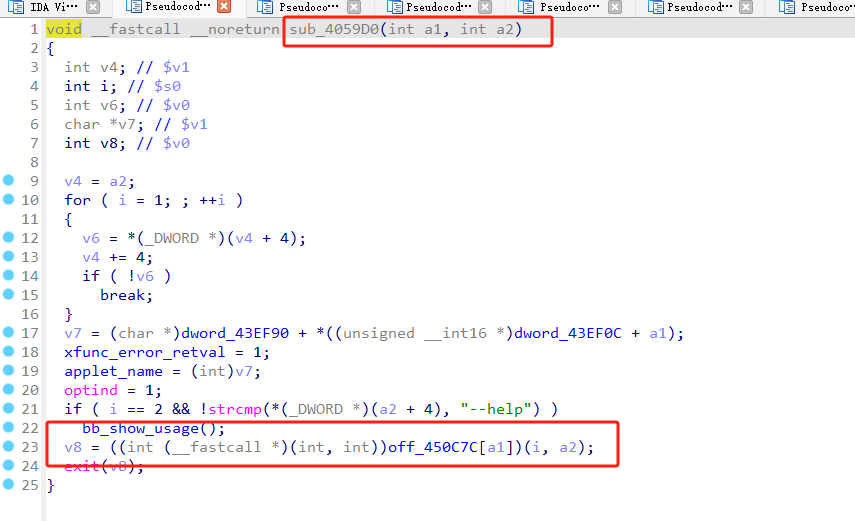 IDA Vi··· Pseudocod··· Pseudoco··· Pseudocod··· Pseudocod··· Pseudocod··· Pseudoco···
1 void __fastcall __noreturn sub_4059D0(int a1, int a2)
2 {
3 int v4; // $v1
4 int i; // $s0
5 int v6; // $v0
6 char *v7; // $v1
7 int v8; // $v0
8
9 v4 = a2;
10 for ( i = 1; ; ++i )
11 {
12 v6 = *(_DWORD *)(v4 + 4);
13 v4 += 4;
14 if ( !v6 )
15 break;
16 }
17 v7 = (char *)dword_43EF90 + *((unsigned __int16 *)dword_43EF0C + a1);
18 xfunc_error_retval = 1;
19 applet_name = (int)v7;
20 optind = 1;
21 if ( i == 2 && !strcmp(*(_DWORD *)(a2 + 4), "--help") )
22 bb_show_usage();
23 v8 = ((int (__fastcall *)(int, int))off_450C7C[a1])(i, a2);
24 exit(v8);
25 }